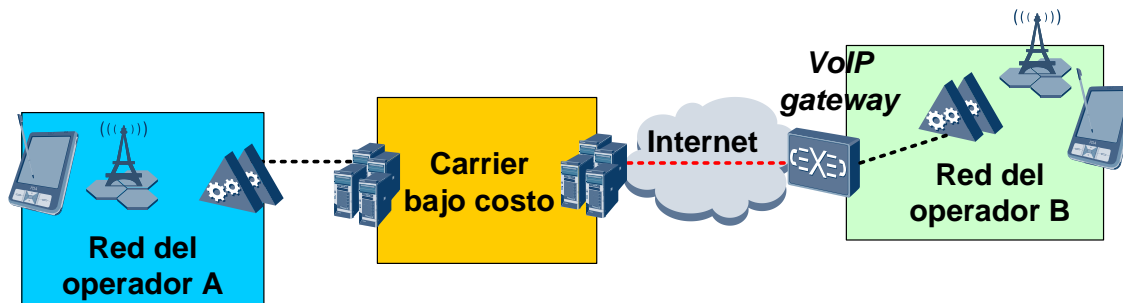 Red del
operador A
Carrier
bajo costo
Internet
VoIP
gateway
Red del
operador B